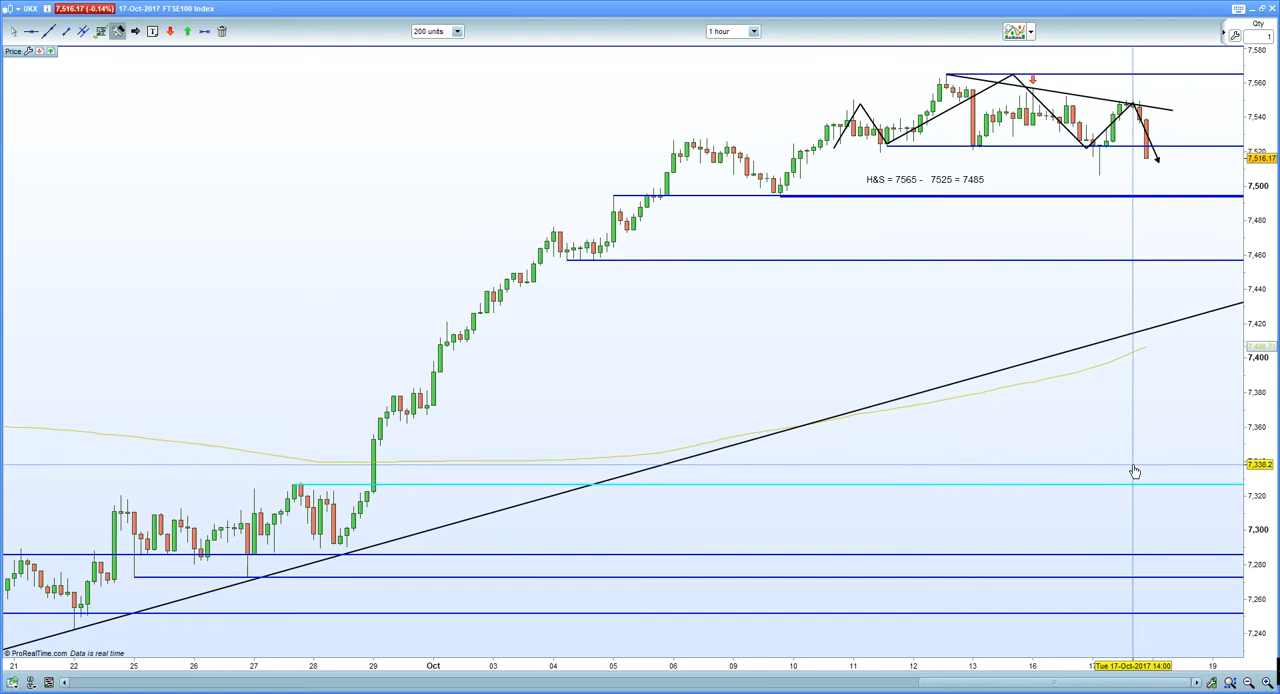 UKX 7,516.17 (-0.14%) 17-Oct-2017 FTSE100 Index
200 units
1 hour
Qty
1
Price
7,580
7,560
7,540
7,520
7,516.17
7,500
7,480
7,460
7,440
7,420
7,400
7,380
7,360
7,338.2
7,320
7,300
7,280
7,260
7,240
H&S = 7565 - 7525 = 7485
© ProRealTime.com Data is real time
21 22 25 26 27 28 29 Oct 03 04 05 06 09 10 11 12 13 16 Tue 17-Oct-2017 14:00 19